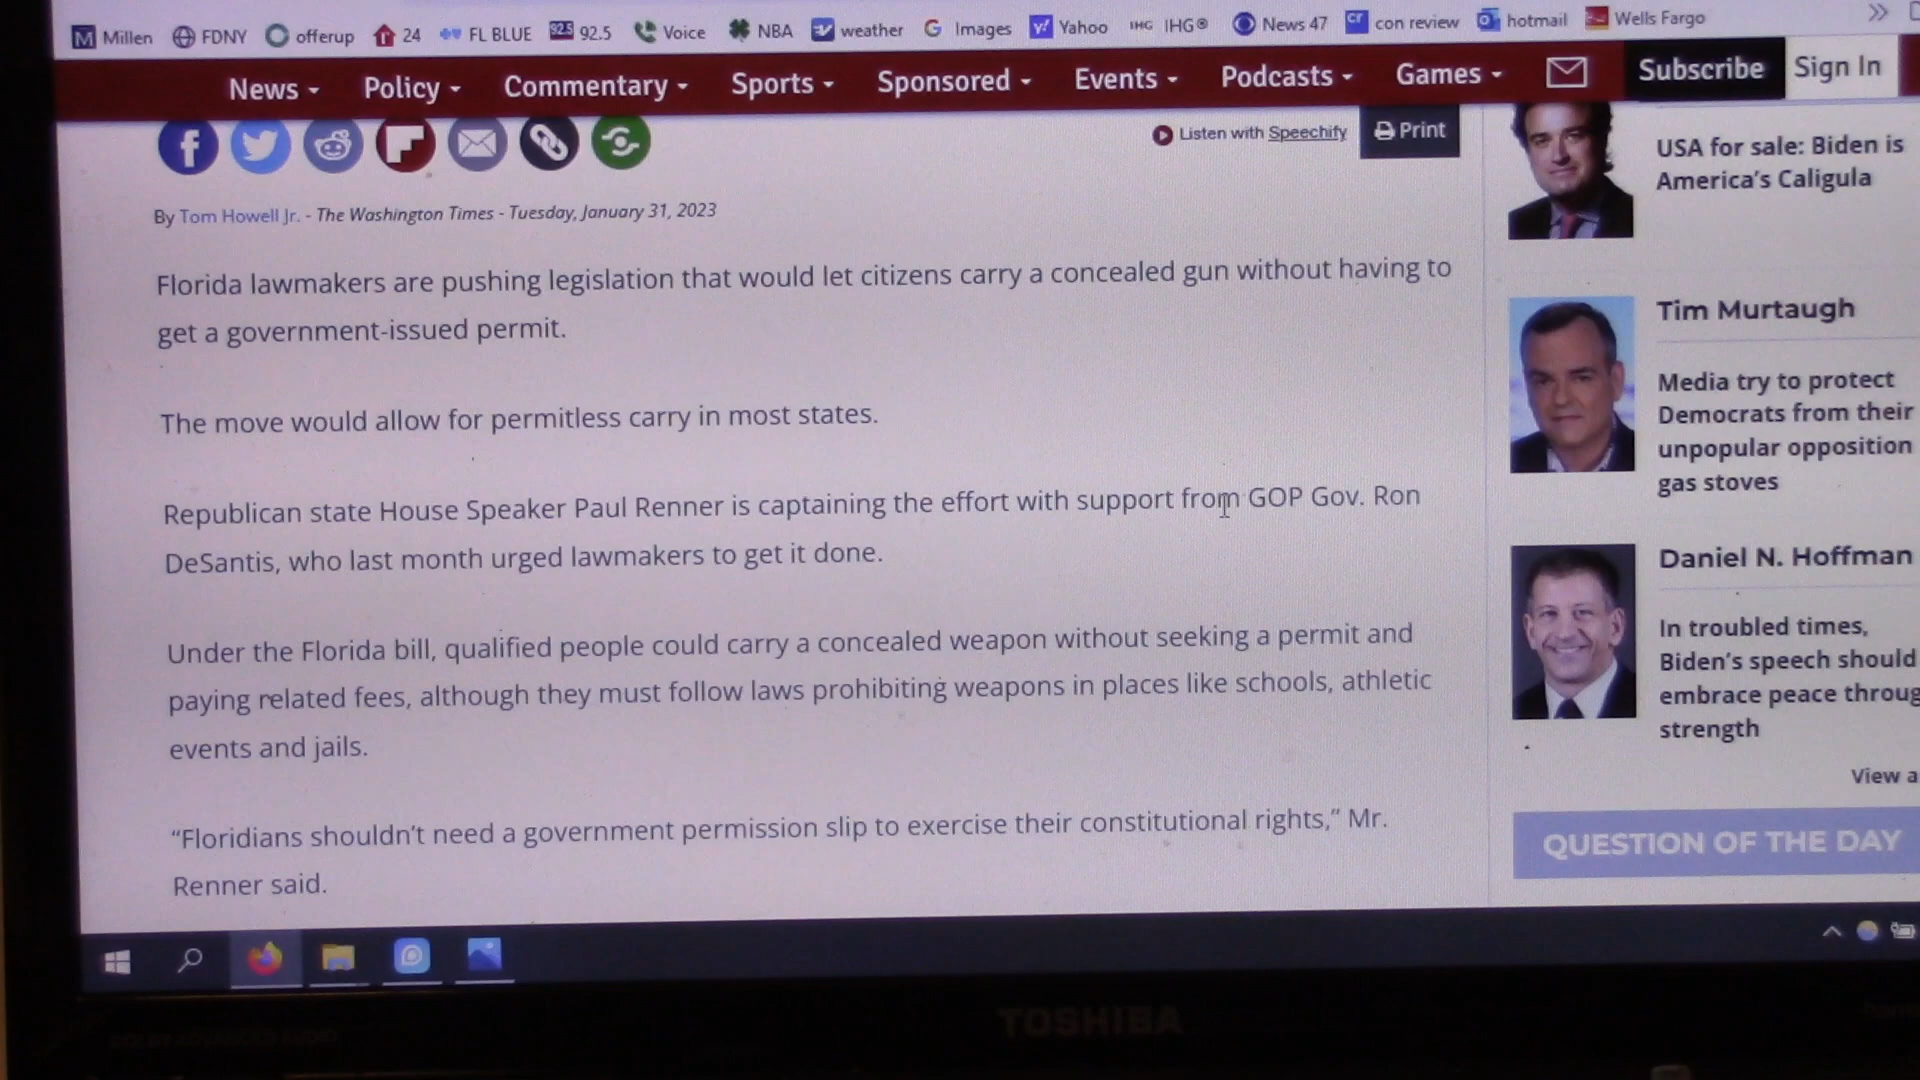 Millen FDNY offerup 24 FL BLUE 92.5 92.5 Voice NBA weather Images Yahoo IHG IHG® News 47 con review hotmail Wells Fargo
News Policy Commentary Sports Sponsored Events Podcasts Games Subscribe Sign In
Listen with Speechify Print
By Tom Howell Jr. - The Washington Times - Tuesday, January 31, 2023
Florida lawmakers are pushing legislation that would let citizens carry a concealed gun without having to
get a government-issued permit.
The move would allow for permitless carry in most states.
Republican state House Speaker Paul Renner is captaining the effort with support from GOP Gov. Ron
DeSantis, who last month urged lawmakers to get it done.
Under the Florida bill, qualified people could carry a concealed weapon without seeking a permit and
paying related fees, although they must follow laws prohibiting weapons in places like schools, athletic
events and jails.
“Floridians shouldn’t need a government permission slip to exercise their constitutional rights,” Mr.
Renner said.
USA for sale: Biden is
America’s Caligula
Tim Murtaugh
Media try to protect
Democrats from their
unpopular opposition
gas stoves
Daniel N. Hoffman
In troubled times,
Biden’s speech should
embrace peace throug
strength
View a
QUESTION OF THE DAY
TOSHIBA